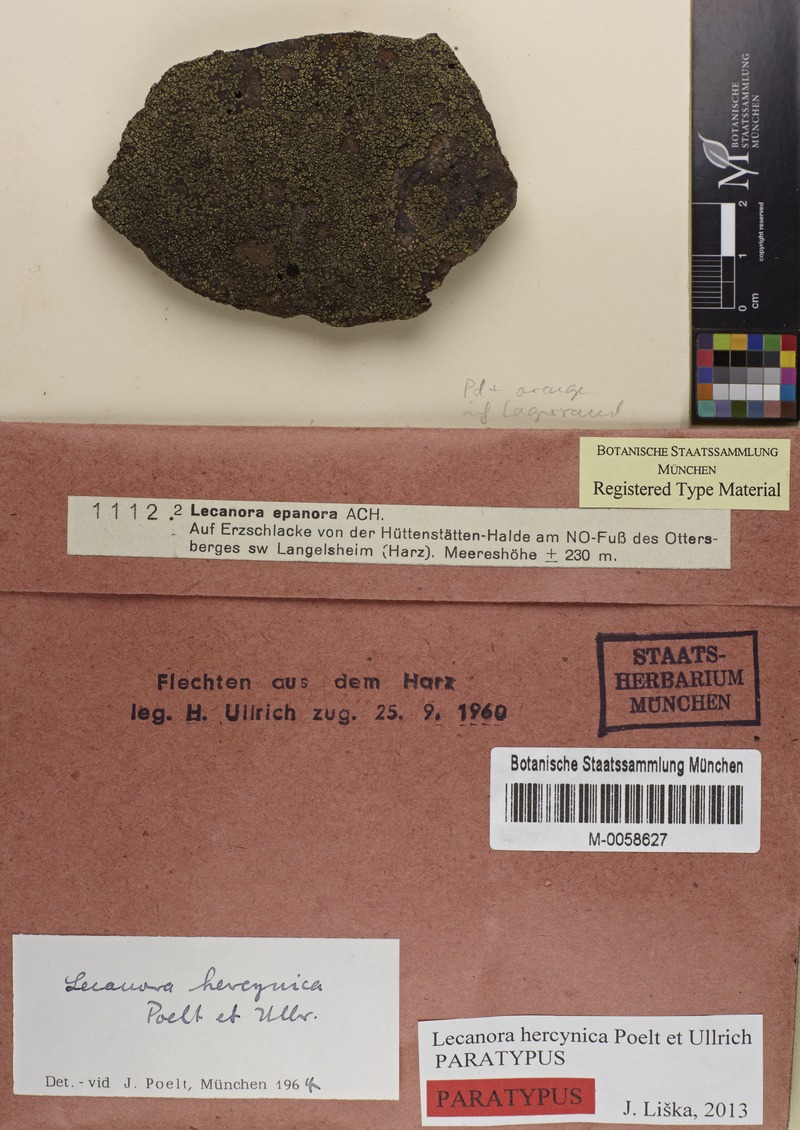 BOTANISCHE
STAATSSAMMLUNG
MÜNCHEN
copyright reserved
0 1 2
cm
Pd+ orange
auf Lagerrand
BOTANISCHE STAATSSAMMLUNG
MÜNCHEN
Registered Type Material
1112.2 Lecanora epanora ACH.
Auf Erzschlacke von der Hüttenstätten-Halde am NO-Fuß des Otters-
berges sw Langelsheim (Harz). Meereshöhe ± 230 m.
Flechten aus dem Harz
leg. H. Ullrich zug. 25. 9. 1960
STAATS-
HERBARIUM
MÜNCHEN
Botanische Staatssammlung München
M-0058627
Lecanora hercynica
Poelt et Ullr.
Det. - vid J. Poelt, München 1964
Lecanora hercynica Poelt et Ullrich
PARATYPUS
PARATYPUS
J. Liška, 2013